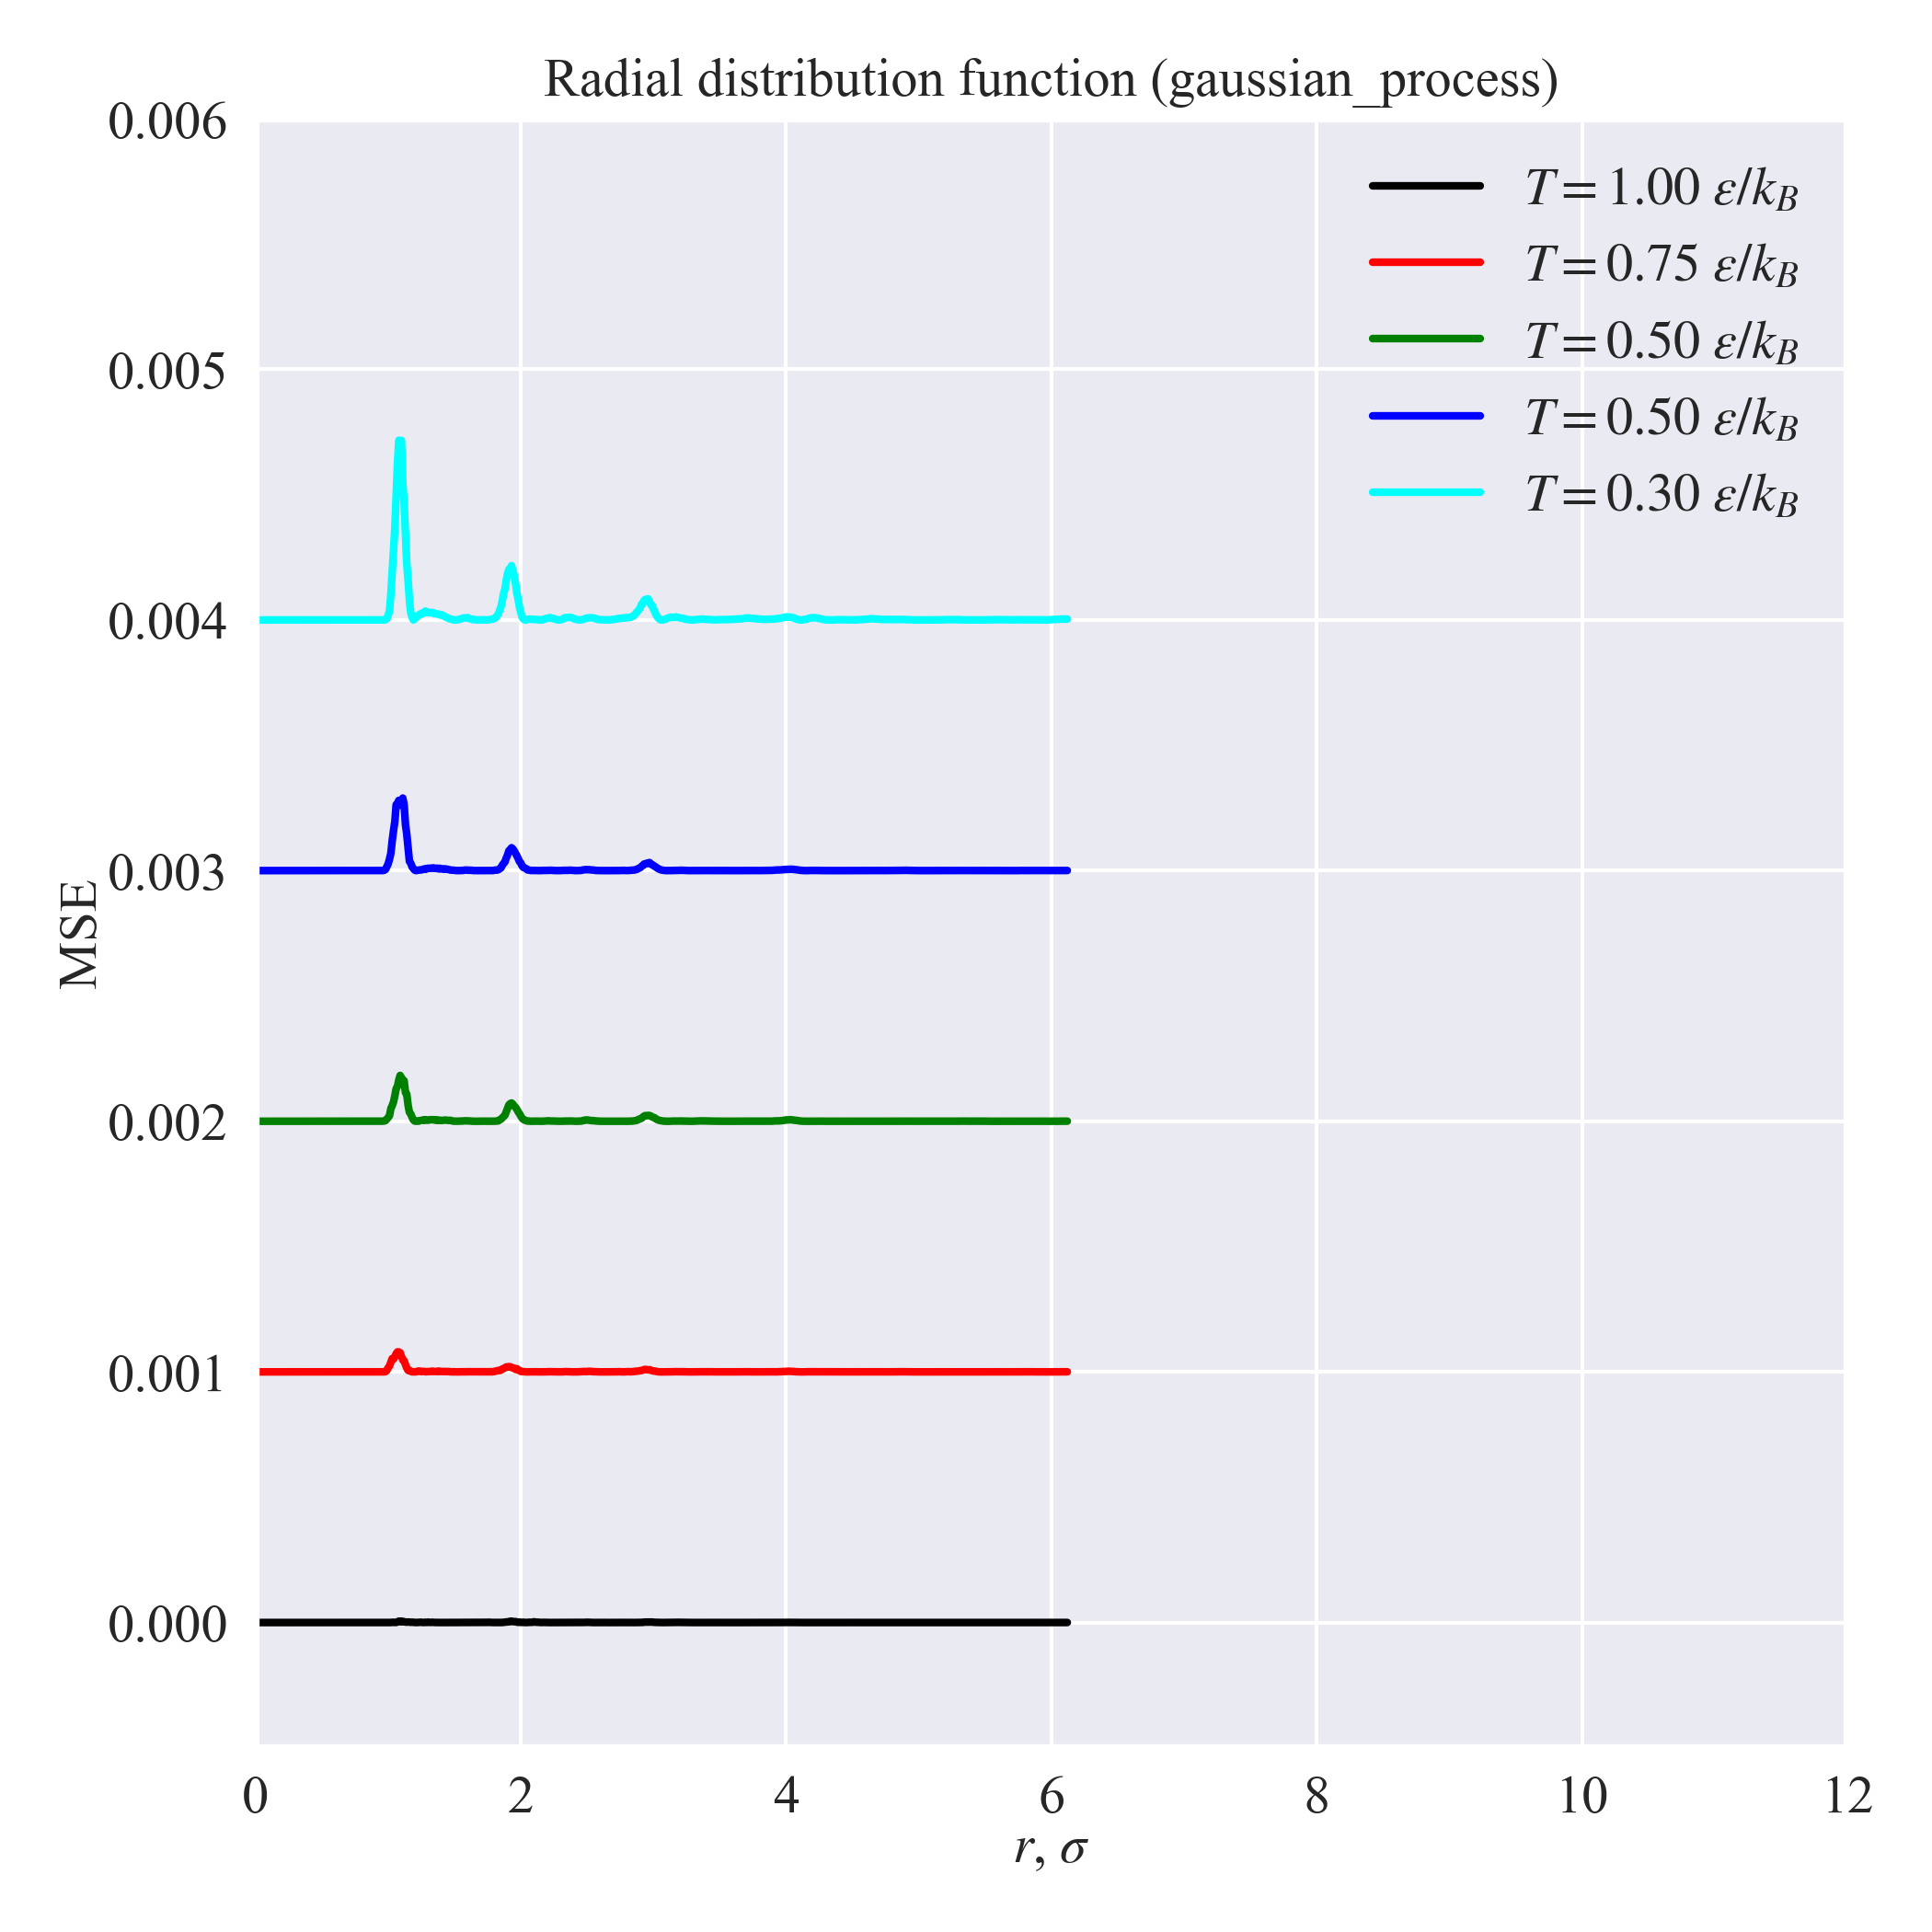 Radial distribution function (gaussian_process)
0.006
0.005
0.004
0.003
0.002
0.001
0.000
MSE
T = 1.00 ε/k_B
T = 0.75 ε/k_B
T = 0.50 ε/k_B
T = 0.50 ε/k_B
T = 0.30 ε/k_B
0 2 4 6 8 10 12
r, σ